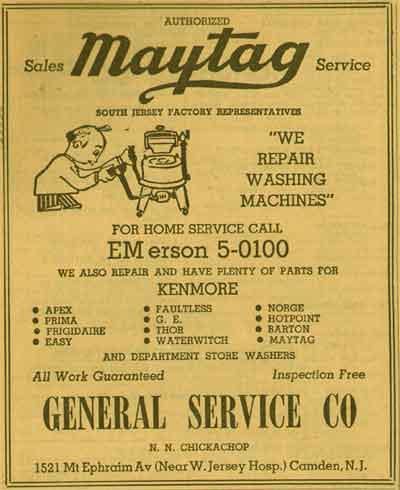 AUTHORIZED
Sales Maytag Service
SOUTH JERSEY FACTORY REPRESENTATIVES
"WE
REPAIR
WASHING
MACHINES"
FOR HOME SERVICE CALL
EMerson 5-0100
WE ALSO REPAIR AND HAVE PLENTY OF PARTS FOR
KENMORE
• APEX • FAULTLESS • NORGE
• PRIMA • G. E. • HOTPOINT
• FRIGIDAIRE • THOR • BARTON
• EASY • WATERWITCH • MAYTAG
AND DEPARTMENT STORE WASHERS
All Work Guaranteed Inspection Free
GENERAL SERVICE CO
N. N. CHICKACHOP
1521 Mt Ephraim Av (Near W. Jersey Hosp.) Camden, N.J.